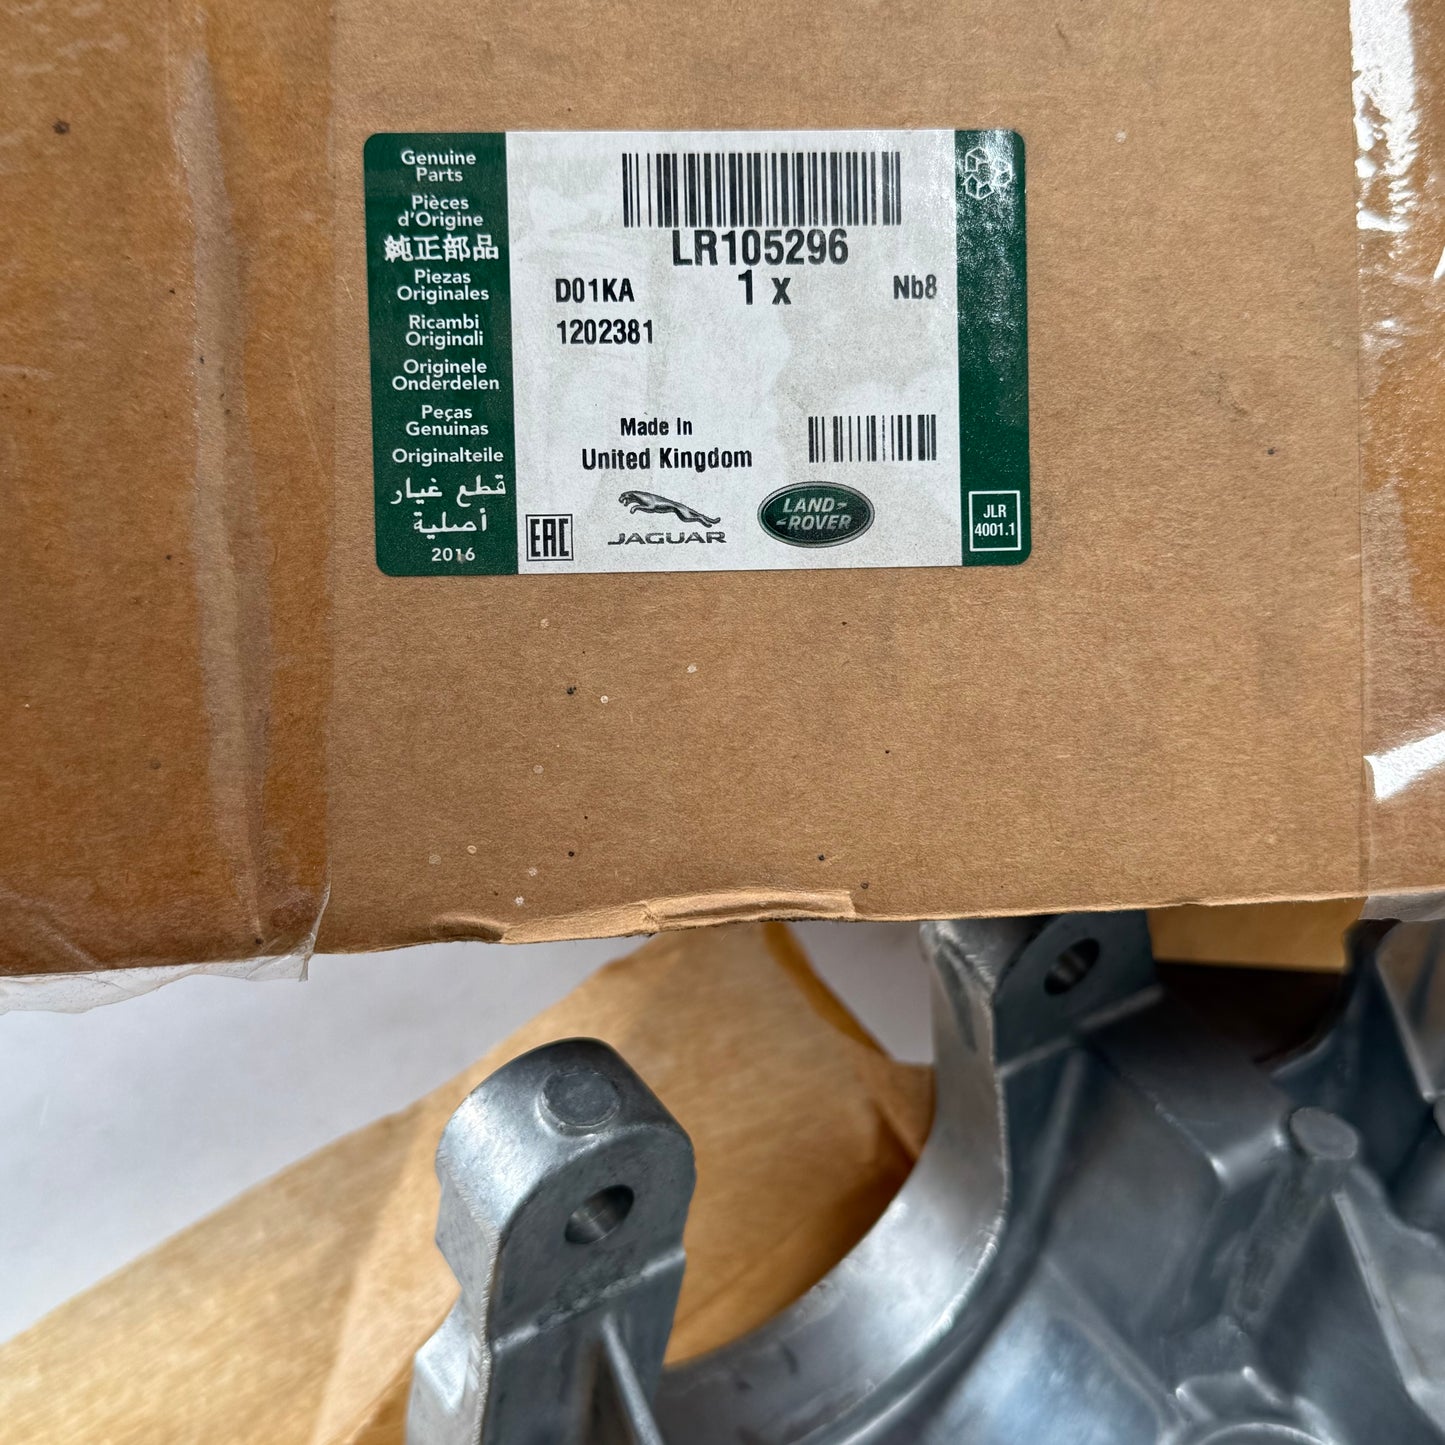 Genuine
Parts
Pièces
d'Origine
純正部品
Piezas
Originales
Ricambi
Originali
Originele
Onderdelen
Peças
Genuinas
Originalteile
قطع غيار
أصلية
2016
LR105296
D01KA 1 x Nb8
1202381
Made In
United Kingdom
EAC
JAGUAR
LAND-
-ROVER
JLR
4001.1